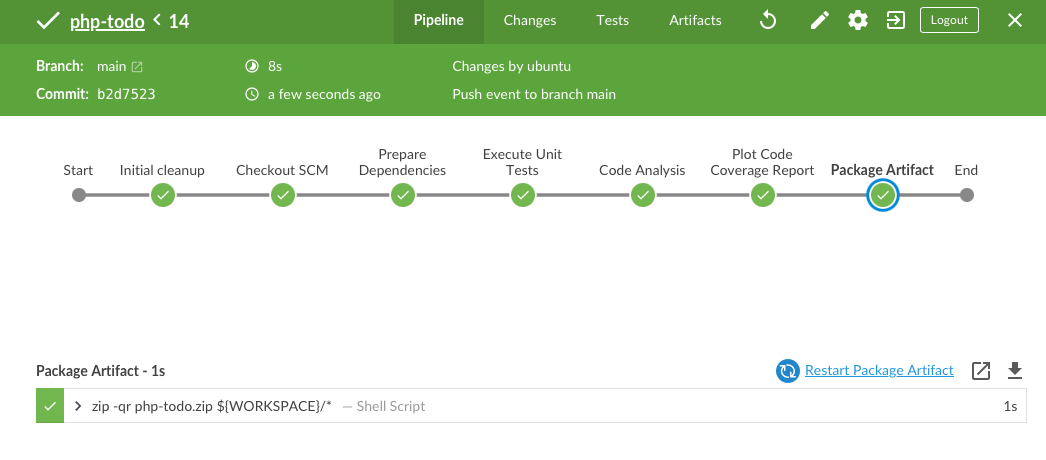 php-todo < 14
Pipeline Changes Tests Artifacts Logout
Branch: main 8s Changes by ubuntu
Commit: b2d7523 a few seconds ago Push event to branch main
Start Initial cleanup Checkout SCM Prepare Dependencies Execute Unit Tests Code Analysis Plot Code Coverage Report Package Artifact End
Package Artifact - 1s Restart Package Artifact
zip -qr php-todo.zip ${WORKSPACE}/* — Shell Script 1s